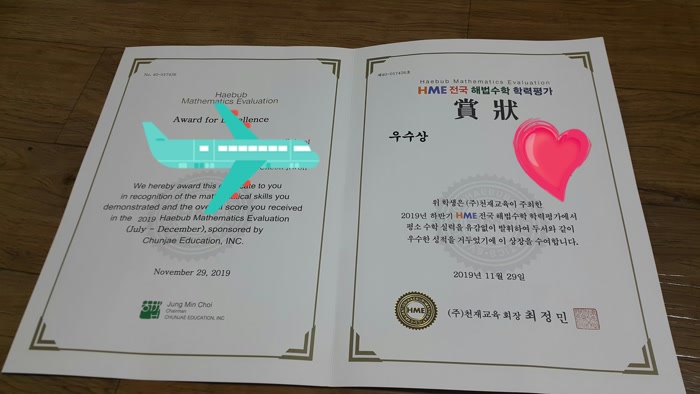 Haebub
Mathematics Evaluation
Award for
We hereby award this to you
in recognition of the skills you
demonstrated and the score you received
in the 2019 Haebub Mathematics Evaluation
(July - December), sponsored by
Chunjae Education, INC.
November 29, 2019
Jung Min Choi
Chairman
CHUNJAE EDUCATION, INC.
Haebub Mathematics Evaluation
HME 전국 해법수학 학력평가
賞狀
우수상
위 학생은 (주)천재교육이 주최한
2019년 하반기 HME 전국 해법수학 학력평가에서
평소 수학 실력을 유감없이 발휘하여 두서와 같이
우수한 성적을 거두었기에 이 상장을 수여합니다.
2019년 11월 29일
HME
(주)천재교육 회장 최정민